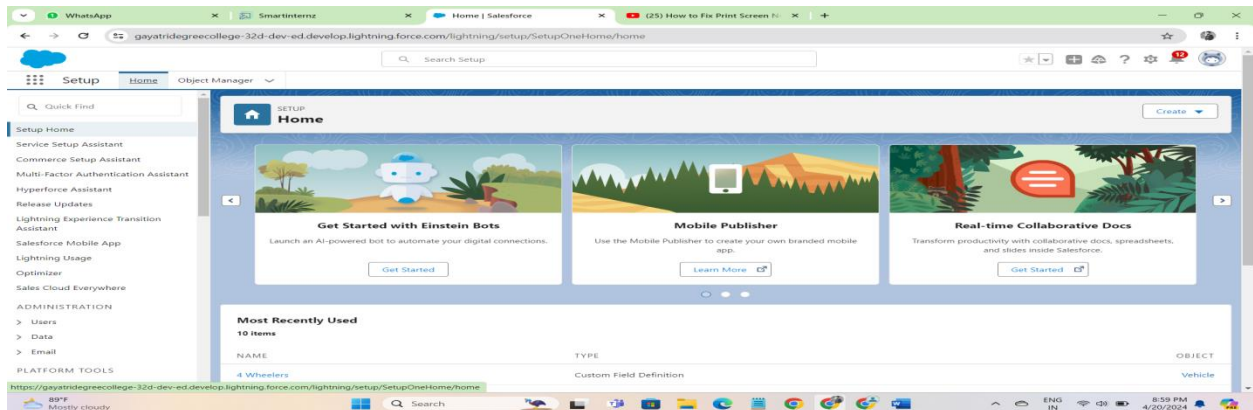 WhatsApp
Smartinternz
Home | Salesforce
(25) How to Fix Print Screen N
gayatridegreecollege-32d-dev-ed.develop.lightning.force.com/lightning/setup/SetupOneHome/home
Search Setup
12
Setup
Home
Object Manager
Quick Find
Setup Home
Service Setup Assistant
Commerce Setup Assistant
Multi-Factor Authentication Assistant
Hyperforce Assistant
Release Updates
Lightning Experience Transition
Assistant
Salesforce Mobile App
Lightning Usage
Optimizer
Sales Cloud Everywhere
ADMINISTRATION
Users
Data
Email
PLATFORM TOOLS
SETUP
Home
Create
Get Started with Einstein Bots
Launch an AI-powered bot to automate your digital connections.
Get Started
Mobile Publisher
Use the Mobile Publisher to create your own branded mobile
app.
Learn More
Real-time Collaborative Docs
Transform productivity with collaborative docs, spreadsheets,
and slides inside Salesforce.
Get Started
Most Recently Used
10 items
NAME TYPE OBJECT
4 Wheelers Custom Field Definition Vehicle
https://gayatridegreecollege-32d-dev-ed.develop.lightning.force.com/lightning/setup/SetupOneHome/home
89°F
Mostly cloudy
Search
ENG
IN
8:59 PM
4/20/2024